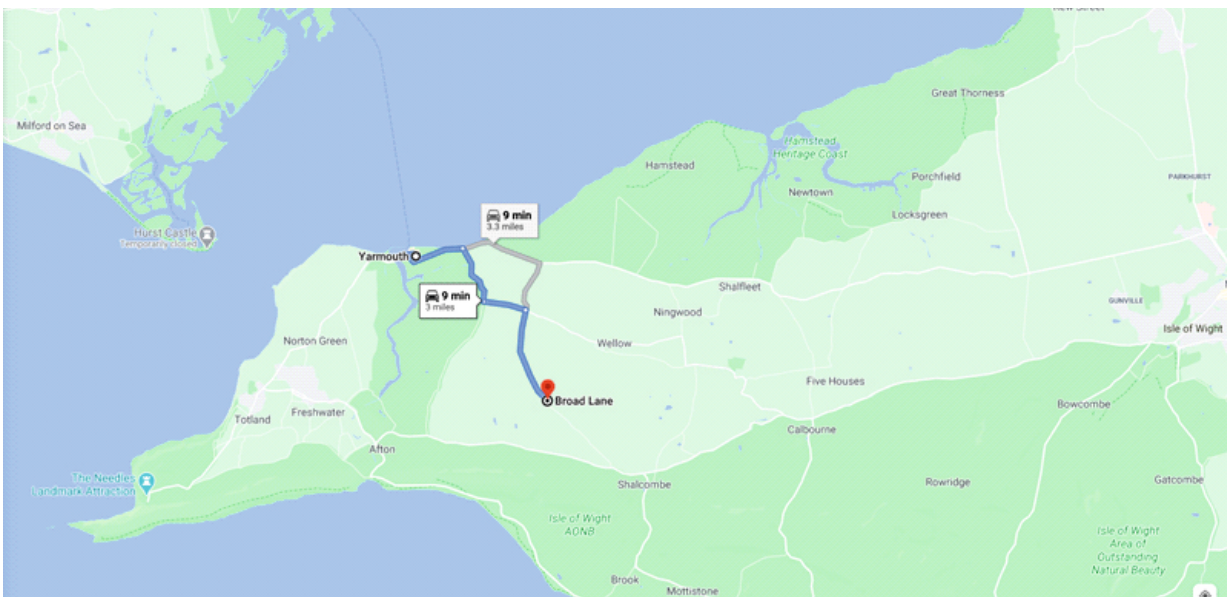 New Street
Great Thorness
Milford on Sea
Hamstead
Heritage Coast
Hamstead
Porchfield
PARKHURST
Newtown
Locksgreen
9 min
3.3 miles
Hurst Castle
Temporarily closed
Yarmouth
Shalfleet
9 min
3 miles
GUNVILLE
Ningwood
Isle of Wight
Norton Green
Wellow
Five Houses
Broad Lane
Bowcombe
Freshwater
Totland
Calbourne
Afton
The Needles
Landmark Attraction
Shalcombe
Rowridge
Gatcombe
Isle of Wight
AONB
Isle of Wight
Area of
Outstanding
Natural Beauty
Brook
Mottistone